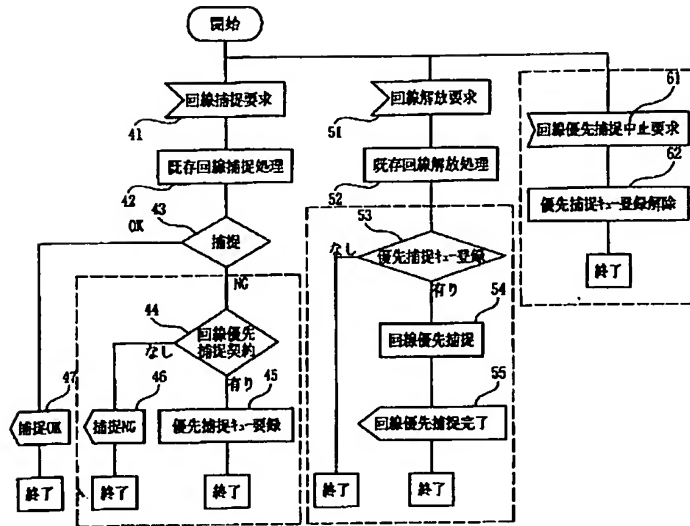 開始
回線捕捉要求
41
既存回線捕捉処理
42
43
OK
捕捉
NG
44
回線優先
捕捉契約
なし
有り
47
46
45
捕捉OK
捕捉NG
優先捕捉キュー登録
終了
終了
終了
回線解放要求
51
既存回線解放処理
52
53
なし
優先捕捉キュー登録
有り
54
回線優先捕捉
55
回線優先捕捉完了
終了
終了
61
回線優先捕捉中止要求
62
優先捕捉キュー登録解除
終了